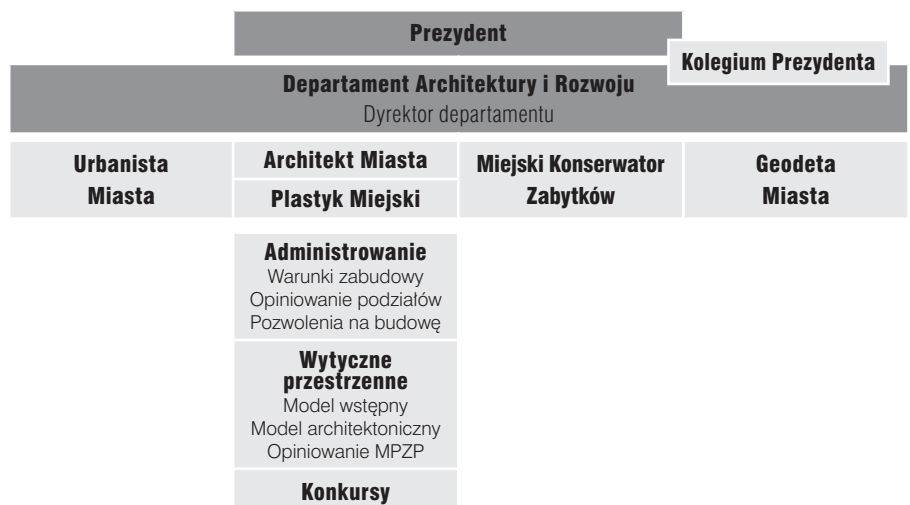 Prezydent
Kolegium Prezydenta
Departament Architektury i Rozwoju
Dyrektor departamentu
Urbanista
Miasta
Architekt Miasta
Plastyk Miejski
Miejski Konserwator
Zabytków
Geodeta
Miasta
Administrowanie
Warunki zabudowy
Opiniowanie podziałów
Pozwolenia na budowę
Wytyczne
przestrzenne
Model wstępny
Model architektoniczny
Opiniowanie MPZP
Konkursy